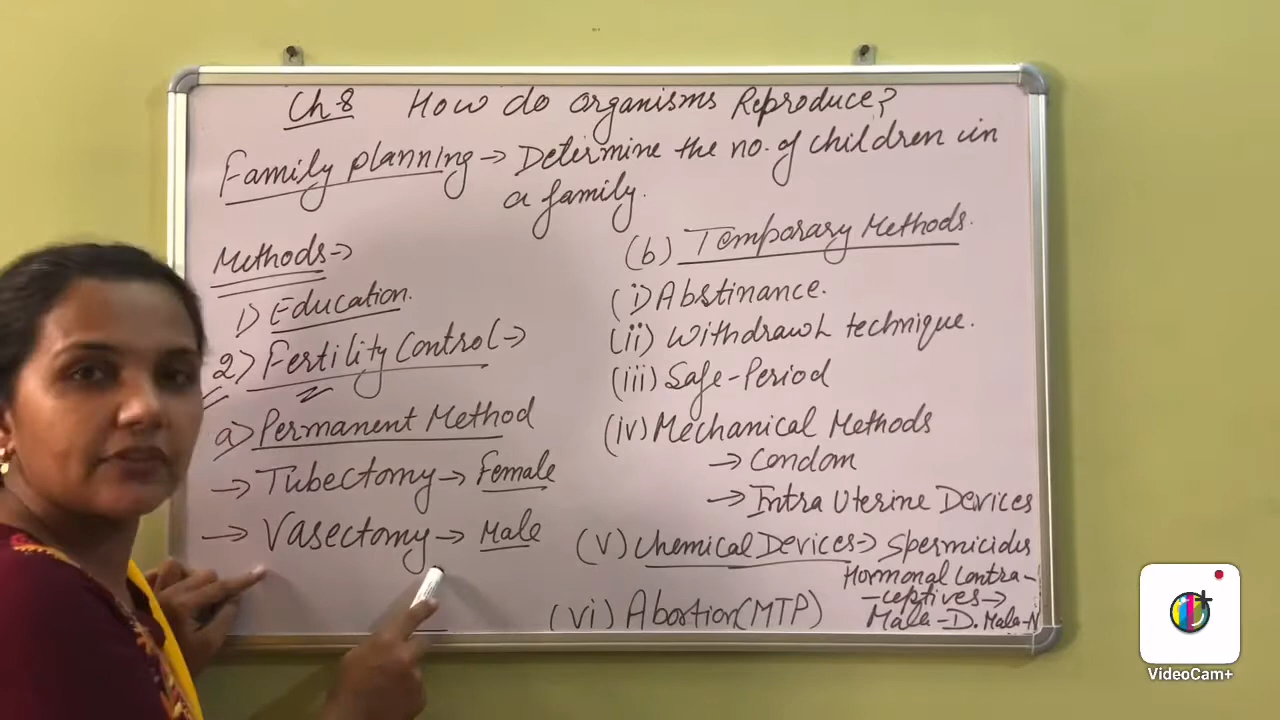 Ch-8 How do organisms Reproduce?
Family planning → Determine the no. of children in
a family.
Methods →
1) Education.
2) Fertility Control →
a) Permanent Method
→ Tubectomy → Female
→ Vasectomy → Male
(b) Temporary Methods.
(i) Abstinance.
(ii) Withdrawl technique.
(iii) Safe-Period
(iv) Mechanical Methods
→ Condom
→ Intra Uterine Devices
(v) Chemical Devices → Spermicides
Hormonal Contra-
-ceptives →
Mala-D. Mala-N
(vi) Abortion (MTP)
VideoCam+